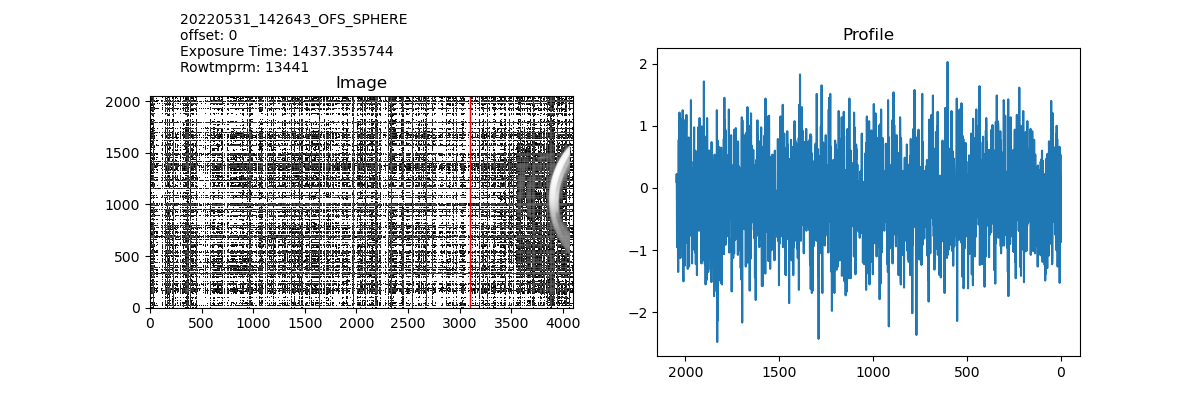 20220531_142643_OFS_SPHERE
offset: 0
Exposure Time: 1437.3535744
Rowtmprm: 13441
Image
2000
1500
1000
500
0
0 500 1000 1500 2000 2500 3000 3500 4000
Profile
2
1
0
−1
−2
2000 1500 1000 500 0